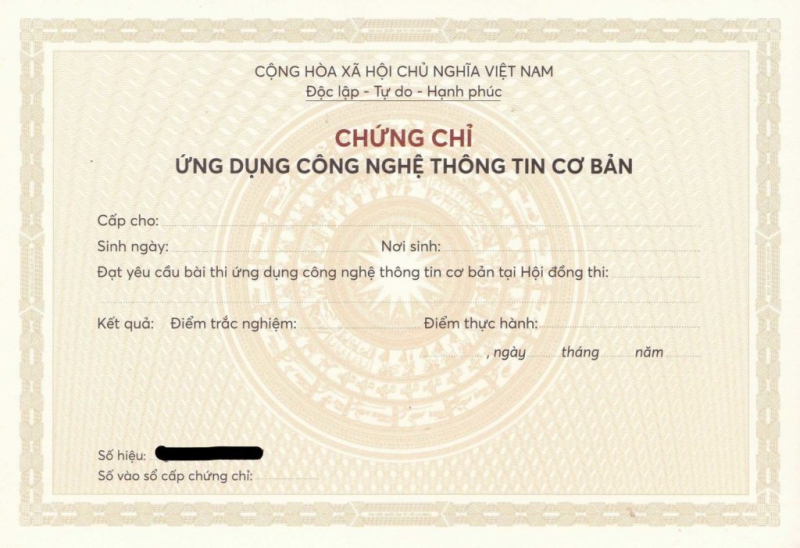 CỘNG HÒA XÃ HỘI CHỦ NGHĨA VIỆT NAM
Độc lập - Tự do - Hạnh phúc
CHỨNG CHỈ
ỨNG DỤNG CÔNG NGHỆ THÔNG TIN CƠ BẢN
Cấp cho:
Sinh ngày: Nơi sinh:
Đạt yêu cầu bài thi ứng dụng công nghệ thông tin cơ bản tại Hội đồng thi:
Kết quả: Điểm trắc nghiệm: Điểm thực hành:
, ngày tháng năm
Số hiệu:
Số vào sổ cấp chứng chỉ: